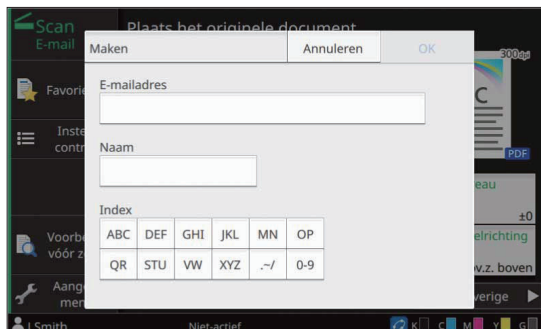 Scan
E-mail
Plaats het originele document
Maken
Annuleren
OK
300dpi
Favorie
E-mailadres
C
Inste
contr
PDF
Naam
eau
±0
Index
ABC DEF GHI JKL MN OP
QR STU VW XYZ .~/ 0-9
Voorbe
vóór z
elrichting
v.z. boven
Aang
men
verige
J.Smith
Niet-actief
K C M Y G